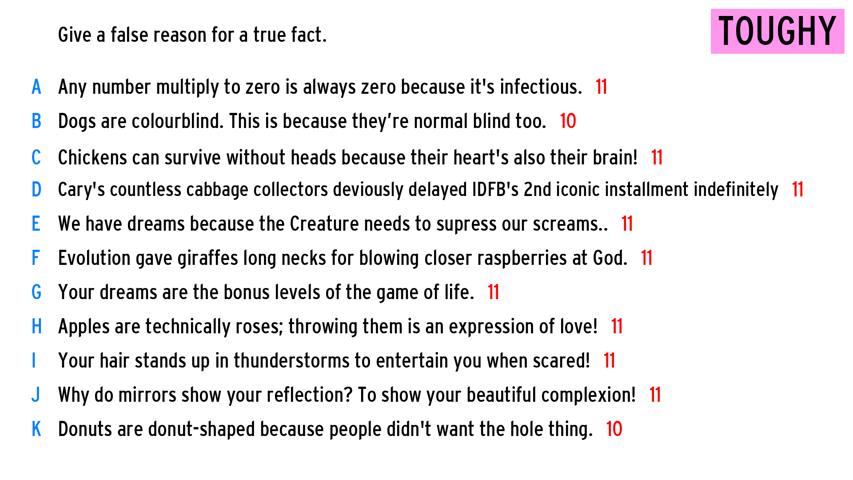 Give a false reason for a true fact.
TOUGHY
A Any number multiply to zero is always zero because it's infectious. 11
B Dogs are colourblind. This is because they’re normal blind too. 10
C Chickens can survive without heads because their heart's also their brain! 11
D Cary's countless cabbage collectors deviously delayed IDFB's 2nd iconic installment indefinitely 11
E We have dreams because the Creature needs to supress our screams.. 11
F Evolution gave giraffes long necks for blowing closer raspberries at God. 11
G Your dreams are the bonus levels of the game of life. 11
H Apples are technically roses; throwing them is an expression of love! 11
I Your hair stands up in thunderstorms to entertain you when scared! 11
J Why do mirrors show your reflection? To show your beautiful complexion! 11
K Donuts are donut-shaped because people didn't want the hole thing. 10